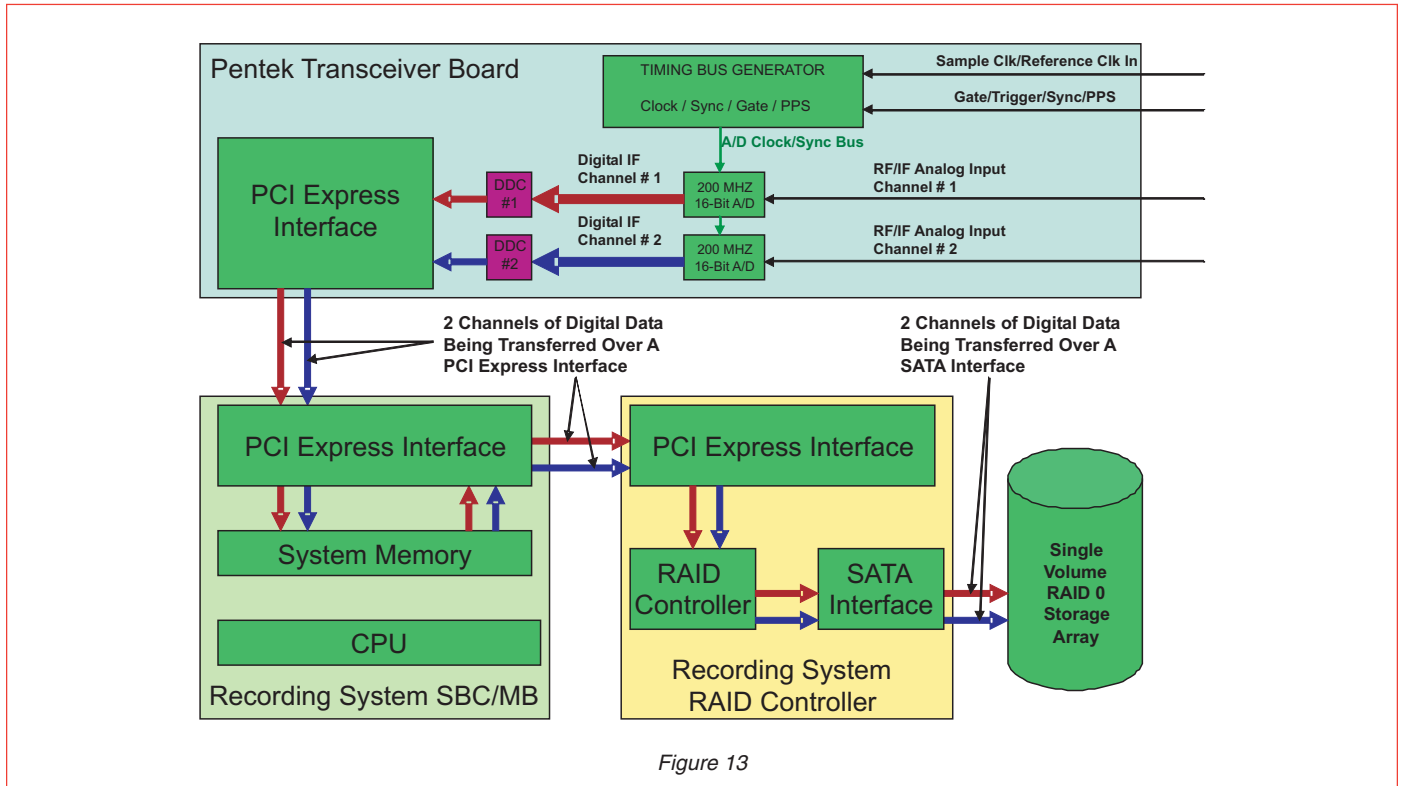 Pentek Transceiver Board
TIMING BUS GENERATOR
Clock / Sync / Gate / PPS
Sample Clk/Reference Clk In
Gate/Trigger/Sync/PPS
A/D Clock/Sync Bus
PCI Express
Interface
DDC
#1
Digital IF
Channel # 1
200 MHZ
16-Bit A/D
RF/IF Analog Input
Channel # 1
DDC
#2
Digital IF
Channel # 2
200 MHZ
16-Bit A/D
RF/IF Analog Input
Channel # 2
2 Channels of Digital Data
Being Transferred Over A
PCI Express Interface
2 Channels of Digital Data
Being Transferred Over A
SATA Interface
PCI Express Interface
System Memory
CPU
Recording System SBC/MB
PCI Express Interface
RAID
Controller
SATA
Interface
Recording System
RAID Controller
Single
Volume
RAID 0
Storage
Array
Figure 13